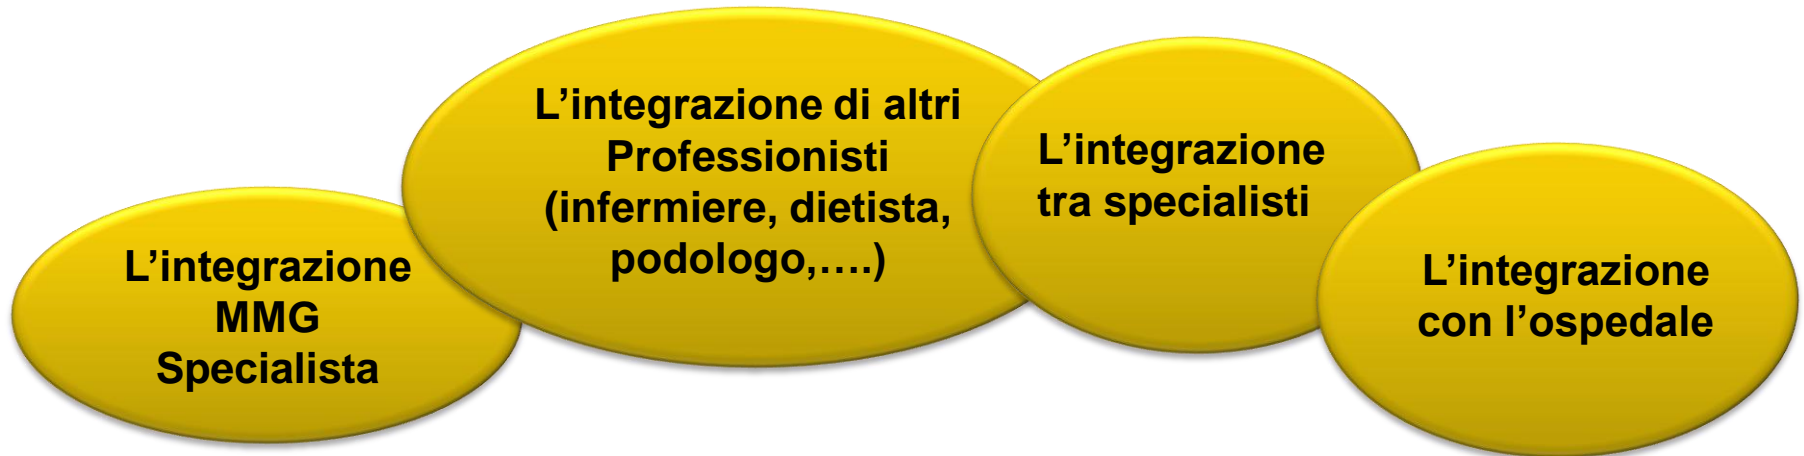 L’integrazione
MMG
Specialista
L’integrazione di altri
Professionisti
(infermiere, dietista,
podologo,….)
L’integrazione
tra specialisti
L’integrazione
con l’ospedale